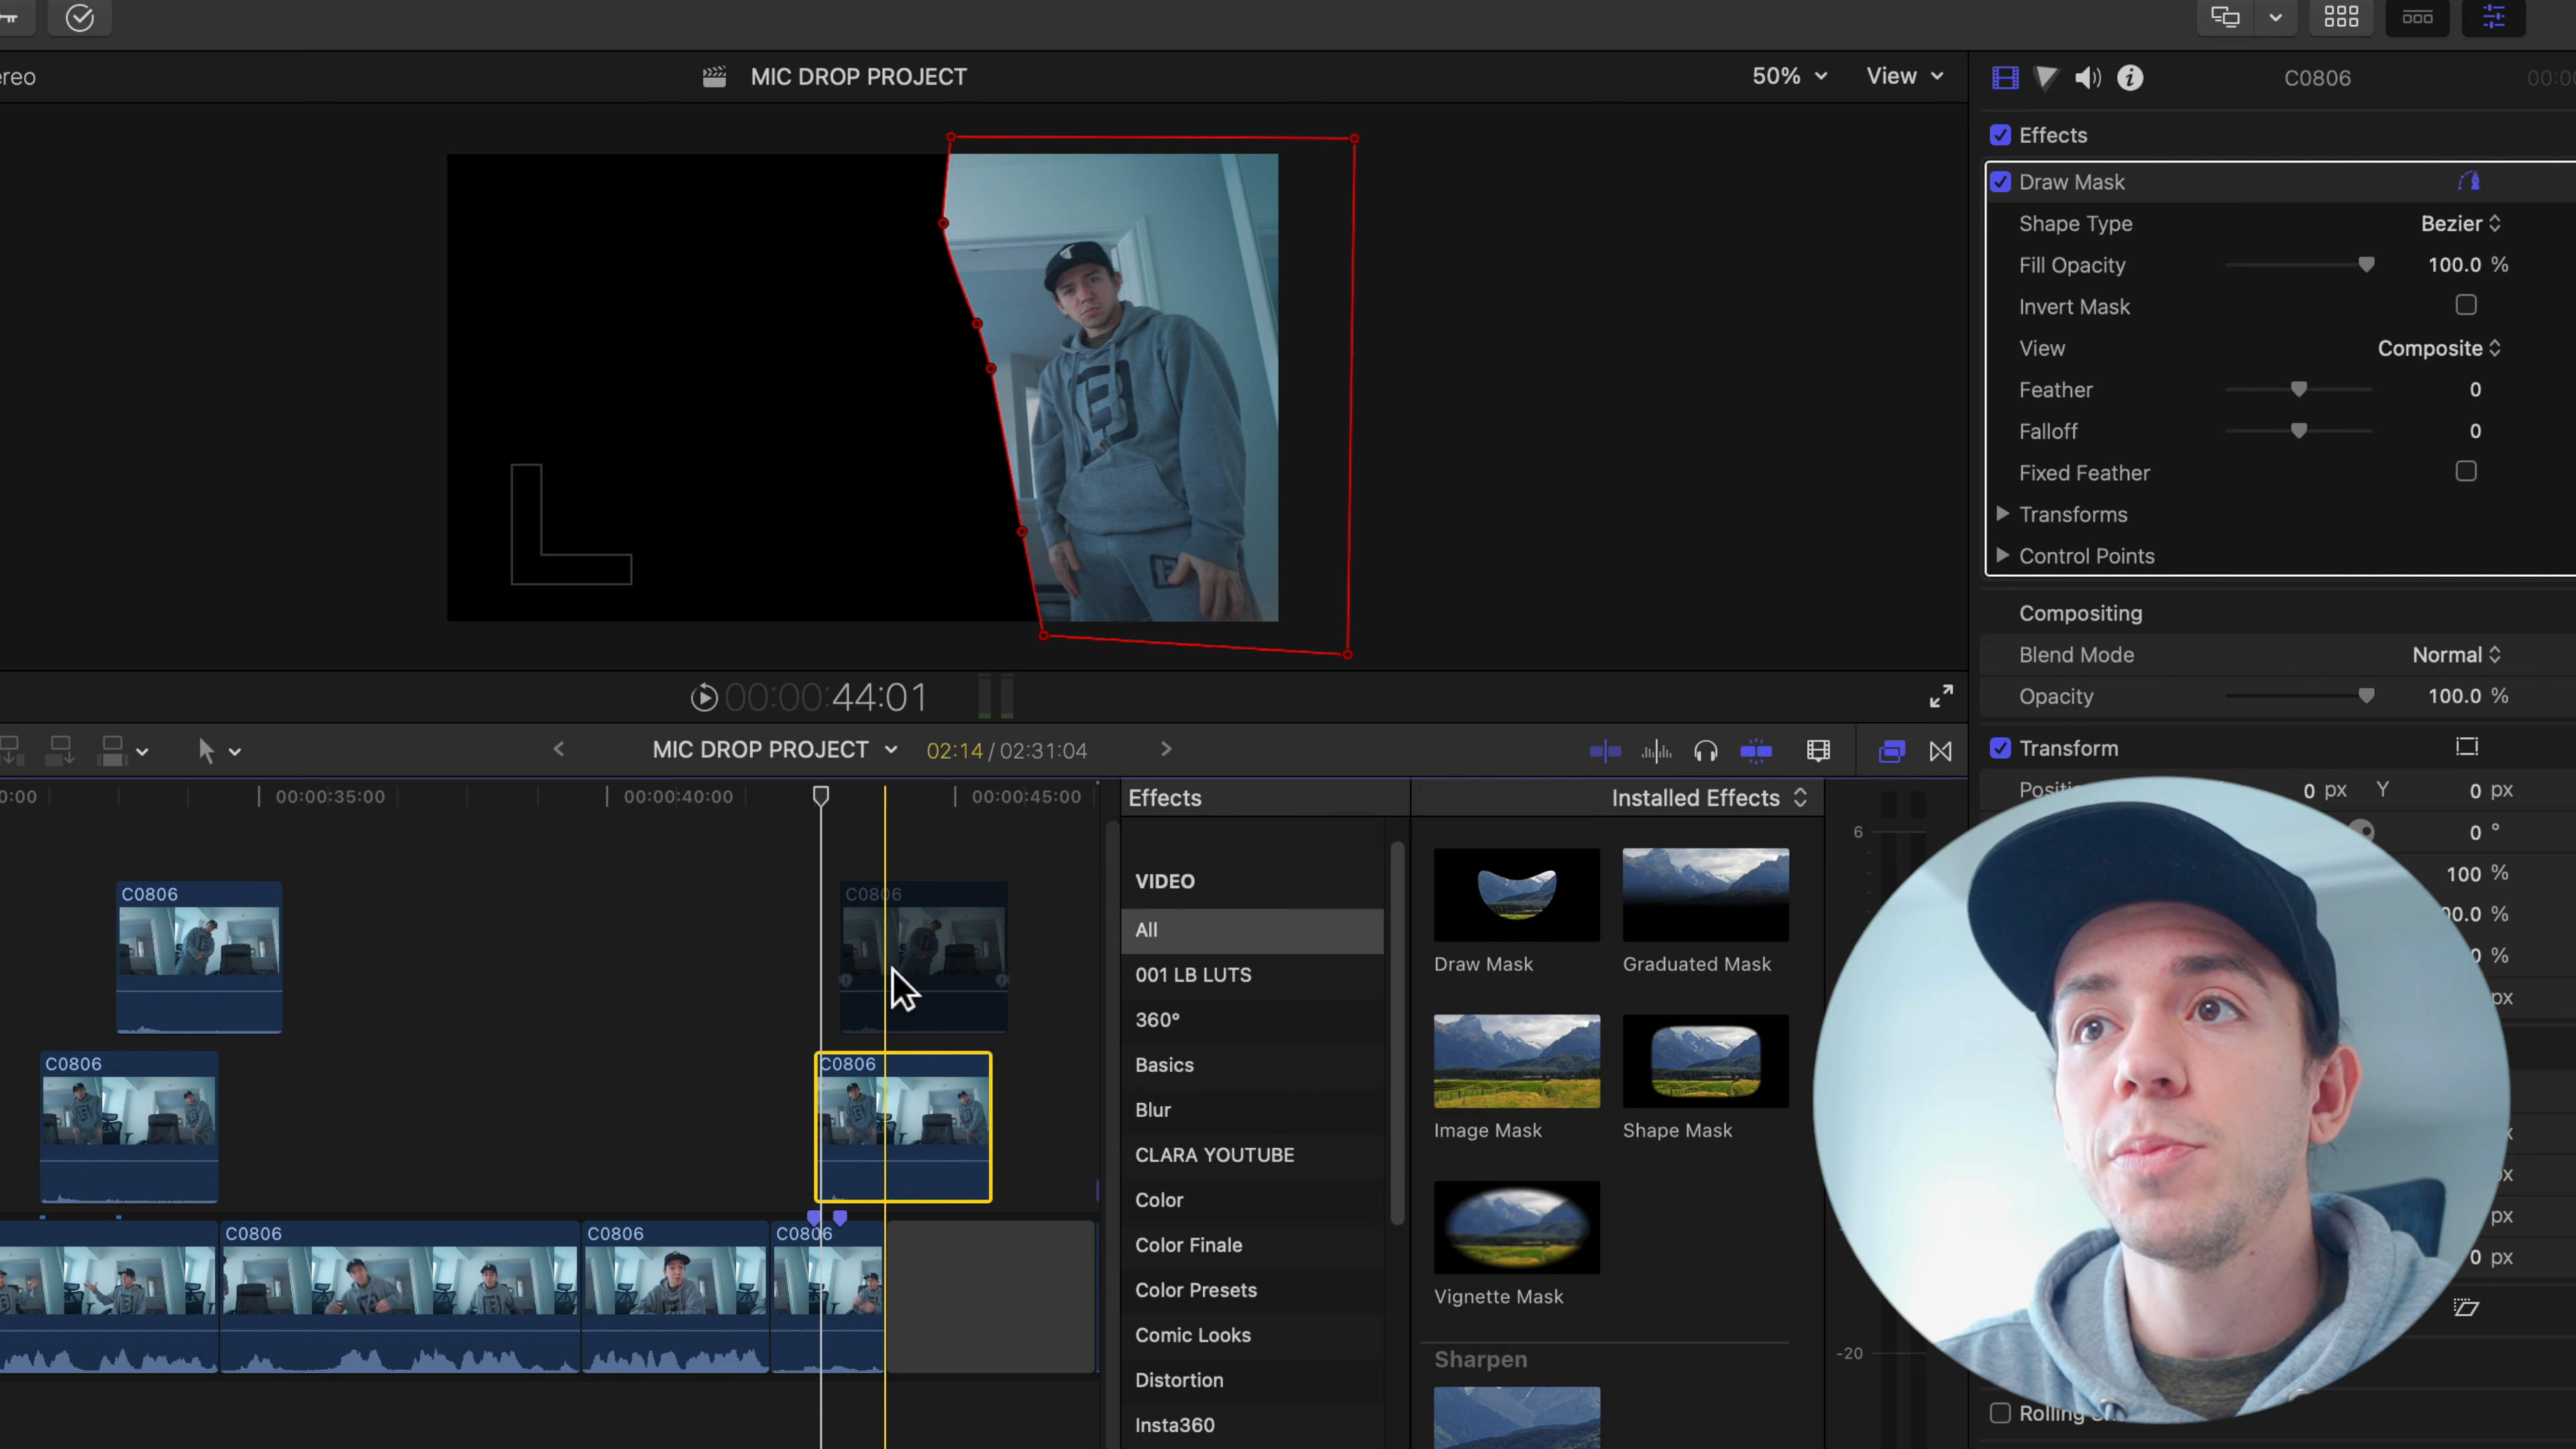 ereo
MIC DROP PROJECT
50%
View
C0806
Effects
Draw Mask
Shape Type
Bezier
Fill Opacity
100.0 %
Invert Mask
View
Composite
Feather
0
Falloff
0
Fixed Feather
Transforms
Control Points
Compositing
Blend Mode
Normal
Opacity
100.0 %
Transform
0 px Y 0 px
0 °
100 %
%
%
px
px
px
0 px
B
00:00:44:01
MIC DROP PROJECT
02:14 / 02:31:04
0:00
00:00:35:00
00:00:40:00
00:00:45:00
C0806
C0806
C0806
C0806
C0806
C0806
C0806
Effects
Installed Effects
VIDEO
All
001 LB LUTS
360°
Basics
Blur
CLARA YOUTUBE
Color
Color Finale
Color Presets
Comic Looks
Distortion
Insta360
Draw Mask
Graduated Mask
Image Mask
Shape Mask
Vignette Mask
Sharpen
6
-20